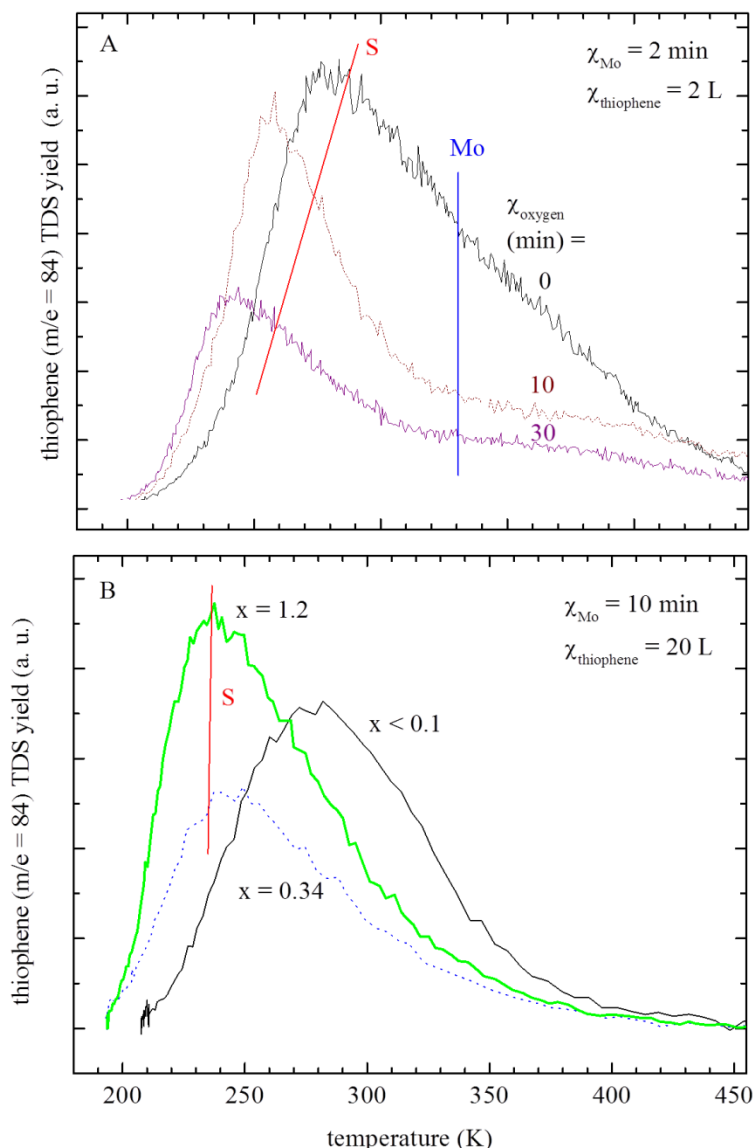 A
S
χMo = 2 min
χthiophene = 2 L
Mo
χoxygen
(min) =
0
10
30
thiophene (m/e = 84) TDS yield (a. u.)
B
x = 1.2
χMo = 10 min
χthiophene = 20 L
S
x < 0.1
x = 0.34
thiophene (m/e = 84) TDS yield (a. u.)
200 250 300 350 400 450
temperature (K)